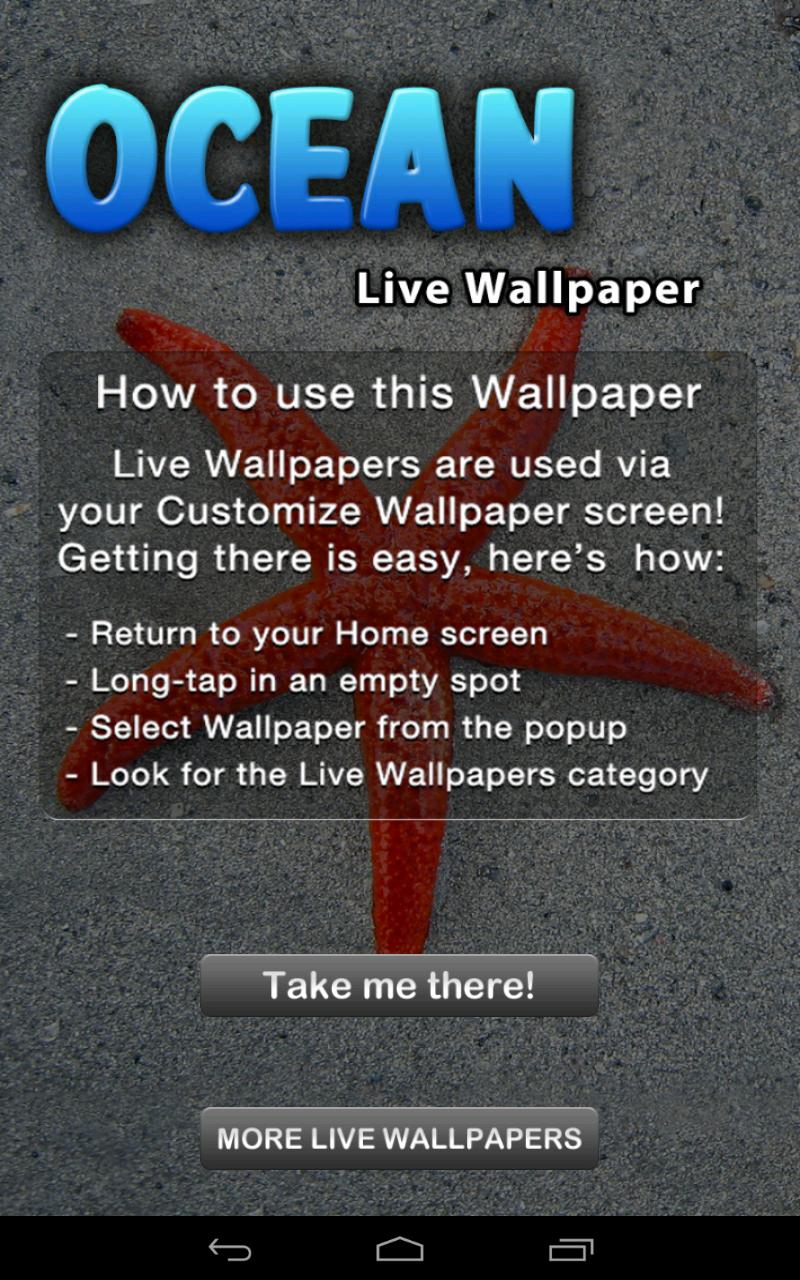 OCEAN
Live Wallpaper
How to use this Wallpaper
Live Wallpapers are used via
your Customize Wallpaper screen!
Getting there is easy, here’s  how:
- Return to your Home screen
- Long-tap in an empty spot
- Select Wallpaper from the popup
- Look for the Live Wallpapers category
Take me there!
MORE LIVE WALLPAPERS